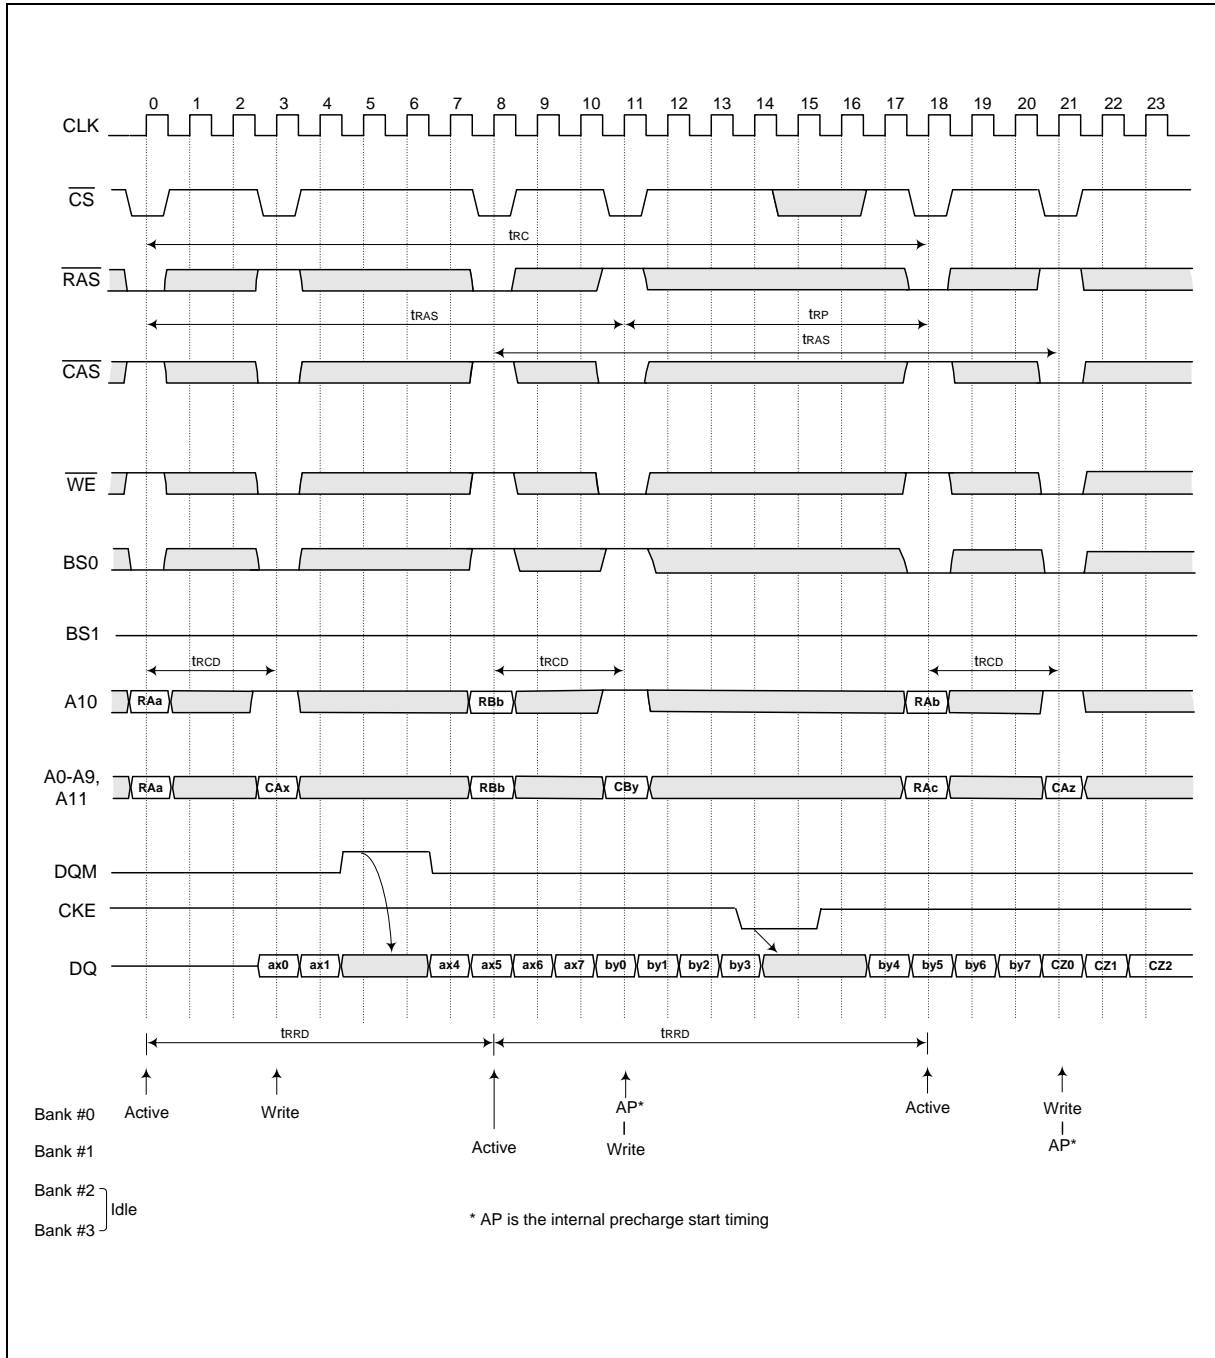 0 1 2 3 4 5 6 7 8 9 10 11 12 13 14 15 16 17 18 19 20 21 22 23
CLK
CS
tRC
RAS
tRAS tRP
tRAS
CAS
WE
BS0
BS1
tRCD tRCD tRCD
A10 RAa RBb RAb
A0-A9,
A11
RAa CAx RBb CBy RAc CAz
DQM
CKE
DQ ax0 ax1 ax4 ax5 ax6 ax7 by0 by1 by2 by3 by4 by5 by6 by7 CZ0 CZ1 CZ2
tRRD tRRD
Bank #0 Active Write AP* Active Write
Bank #1 Active Write AP*
Bank #2
Idle
Bank #3
* AP is the internal precharge start timing